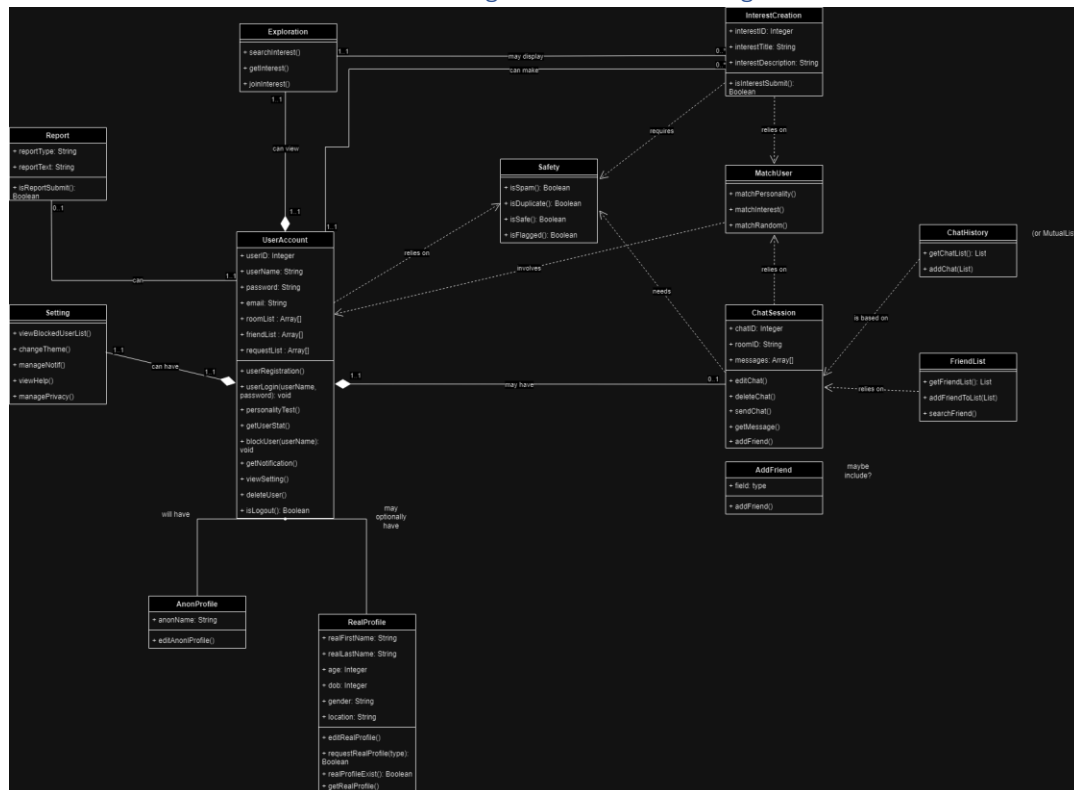 Exploration
+ searchInterest()
+ getInterest()
+ joinInterest()
1..1
1..1
InterestCreation
+ interestID: Integer
+ interestTitle: String
+ interestDescription: String
+ isInterestSubmit():
Boolean
may display
0..*
can make
0..*
Report
+ reportType: String
+ reportText: String
+ isReportSubmit():
Boolean
0..1
can view
1..1
1..1
requires
relies on
Safety
+ isSpam(): Boolean
+ isDuplicate(): Boolean
+ isSafe(): Boolean
+ isFlagged(): Boolean
MatchUser
+ matchPersonality()
+ matchInterest()
+ matchRandom()
ChatHistory
+ getChatList(): List
+ addChat(List)
(or MutualList
UserAccount
+ userID: Integer
+ userName: String
+ password: String
+ email: String
+ roomList : Array[]
+ friendList : Array[]
+ requestList : Array[]
+ userRegistration()
+ userLogin(userName,
password): void
+ personalityTest()
+ getUserStat()
+ blockUser(userName):
void
+ getNotification()
+ viewSetting()
+ deleteUser()
+ isLogout(): Boolean
can
1..1
relies on
involves
relies on
needs
is based on
Setting
+ viewBlockedUserList()
+ changeTheme()
+ manageNotif()
+ viewHelp()
+ managePrivacy()
1..1
can have
1..1
1..1
may have
0..1
ChatSession
+ chatID: Integer
+ roomID: String
+ messages: Array[]
+ editChat()
+ deleteChat()
+ sendChat()
+ getMessage()
+ addFriend()
FriendList
+ getFriendList(): List
+ addFriendToList(List)
+ searchFriend()
relies on
AddFriend
+ field: type
+ addFriend()
maybe
include?
will have
may
optionally
have
AnonProfile
+ anonName: String
+ editAnonlProfile()
RealProfile
+ realFirstName: String
+ realLastName: String
+ age: Integer
+ dob: Integer
+ gender: String
+ location: String
+ editRealProfile()
+ requestRealProfile(type):
Boolean
+ realProfileExist(): Boolean
+ getRealProfile()